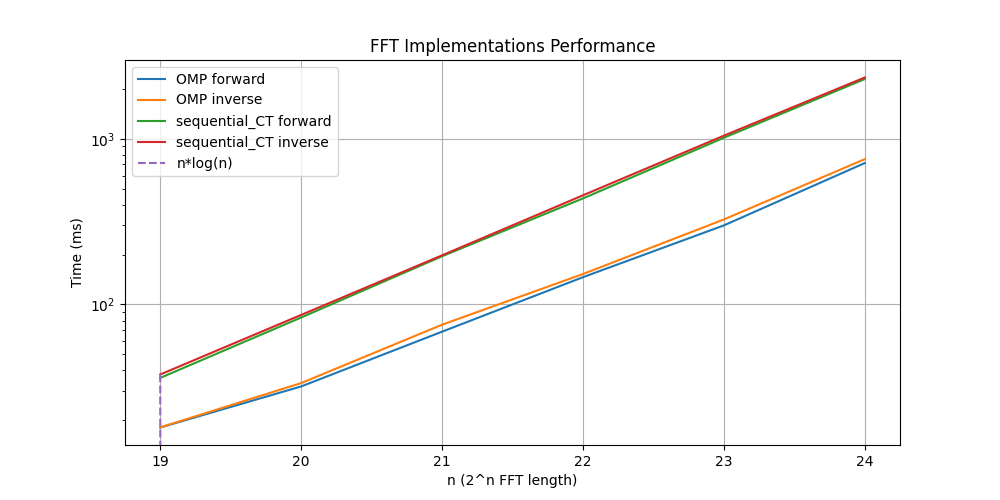 FFT Implementations Performance
OMP forward
OMP inverse
sequential_CT forward
sequential_CT inverse
n*log(n)
Time (ms)
10^3
10^2
19 20 21 22 23 24
n (2^n FFT length)